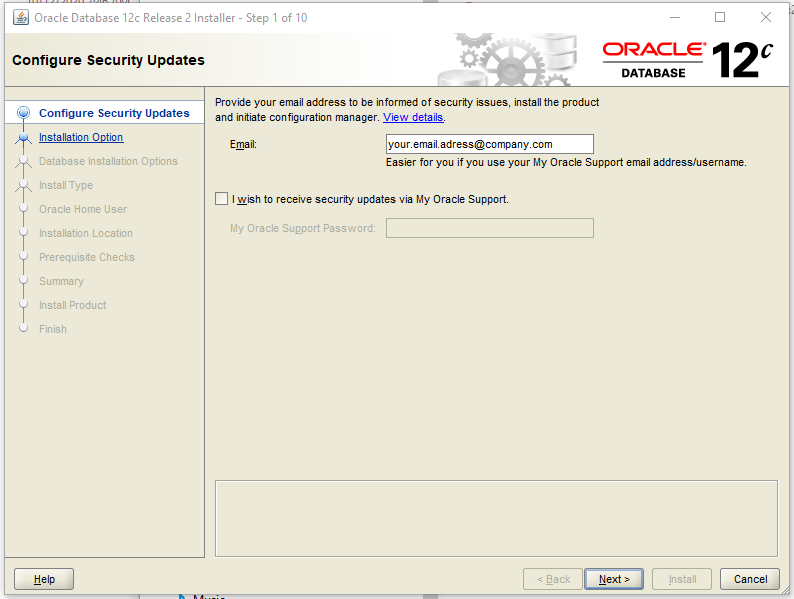 Oracle Database 12c Release 2 Installer - Step 1 of 10
Configure Security Updates
ORACLE®
DATABASE
12c
Configure Security Updates
Installation Option
Database Installation Options
Install Type
Oracle Home User
Installation Location
Prerequisite Checks
Summary
Install Product
Finish
Provide your email address to be informed of security issues, install the product
and initiate configuration manager. View details.
Email: your.email.adress@company.com
Easier for you if you use your My Oracle Support email address/username.
I wish to receive security updates via My Oracle Support.
My Oracle Support Password:
Help
< Back
Next >
Install
Cancel